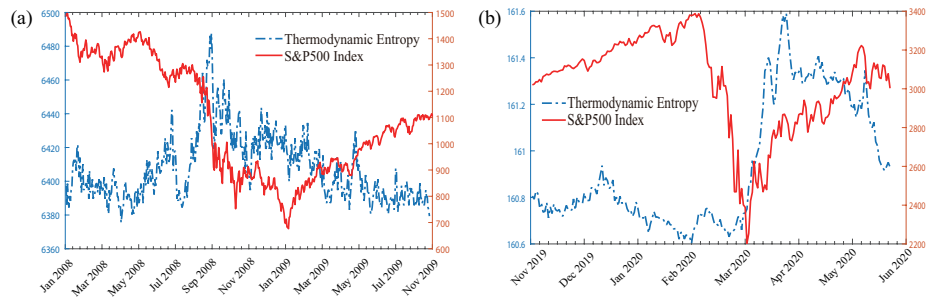 (a)
6500
6480
6460
6440
6420
6400
6380
6360
Thermodynamic Entropy
S&P500 Index
1500
1400
1300
1200
1100
1000
900
800
700
600
Jan 2008
Mar 2008
May 2008
Jul 2008
Sep 2008
Nov 2008
Jan 2009
Mar 2009
May 2009
Jul 2009
Sep 2009
Nov 2009
(b)
161.6
161.4
161.2
161
160.8
160.6
Thermodynamic Entropy
S&P500 Index
3400
3200
3000
2800
2600
2400
2200
Nov 2019
Dec 2019
Jan 2020
Feb 2020
Mar 2020
Apr 2020
May 2020
Jun 2020